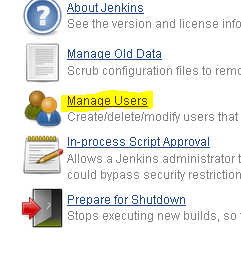 About Jenkins
See the version and license info
Manage Old Data
Scrub configuration files to remo
Manage Users
Create/delete/modify users that
In-process Script Approval
Allows a Jenkins administrator t
could bypass security restriction
Prepare for Shutdown
Stops executing new builds, so